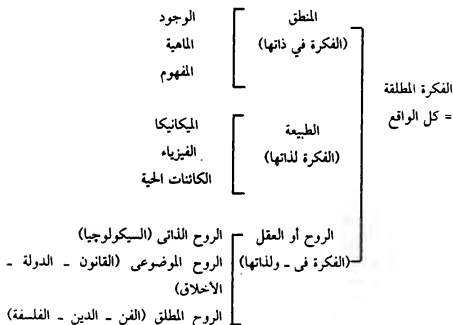 الفكرة المطلقة
= كل الواقع
المنطق
(الفكرة في ذاتها)
الوجود
الماهية
المفهوم
الطبيعة
(الفكرة لذاتها)
الميكانيكا
الفيزياء
الكائنات الحية
الروح أو العقل
(الفكرة فى ـ ولذاتها)
الروح الذاتى (السيكولوجيا)
الروح الموضوعى (القانون ـ الدولة ـ
الأخلاق)
الروح المطلق (الفن ـ الدين ـ الفلسفة)